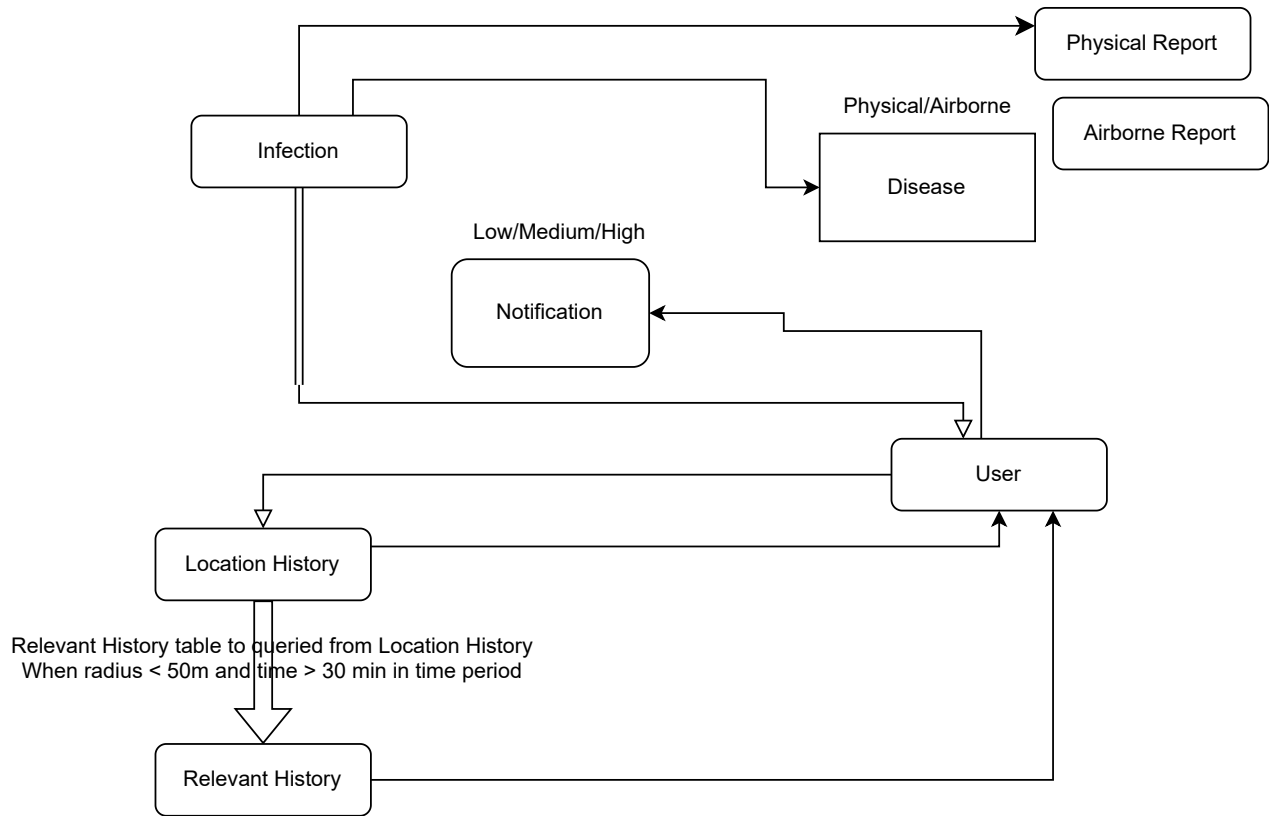 Physical Report
Physical/Airborne
Airborne Report
Infection
Disease
Low/Medium/High
Notification
User
Location History
Relevant History table to queried from Location History
When radius < 50m and time > 30 min in time period
Relevant History